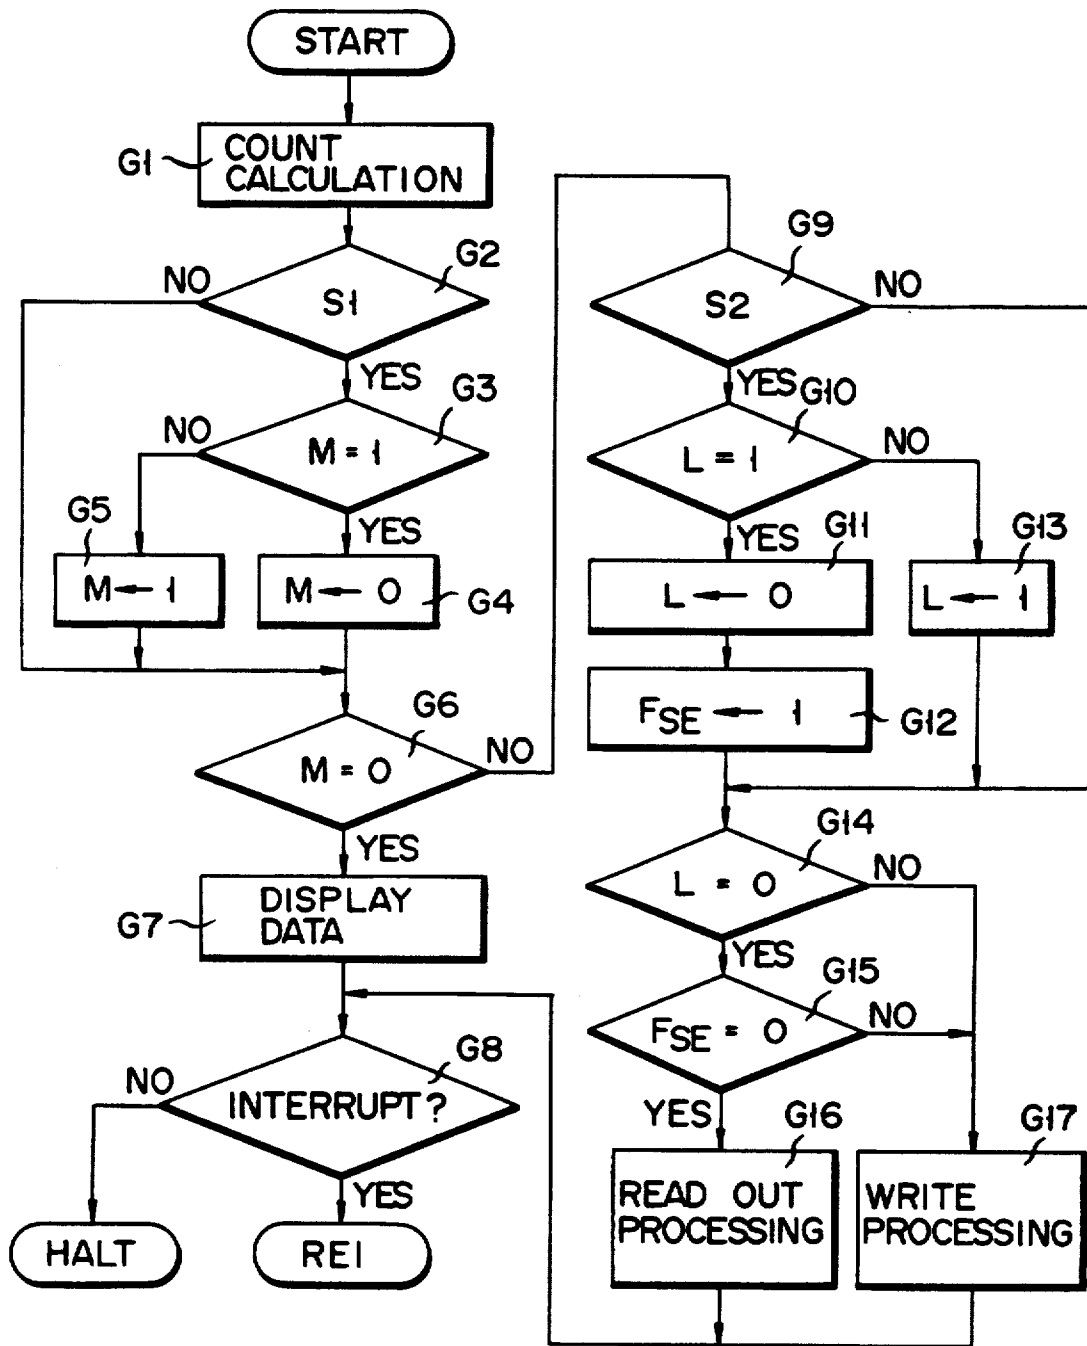 START
G1
COUNT
CALCULATION
G2
NO
S1
YES
G3
NO
M = 1
G5
YES
M ← 1
M ← 0
G4
G6
M = 0
NO
YES
G7
DISPLAY
DATA
G8
NO
INTERRUPT?
YES
HALT
REI
G9
S2
NO
YES
G10
L = 1
NO
YES
G11
G13
L ← 0
L ← 1
FSE ← 1
G12
G14
L = 0
NO
YES
G15
FSE = 0
NO
YES
G16
G17
READ OUT
PROCESSING
WRITE
PROCESSING